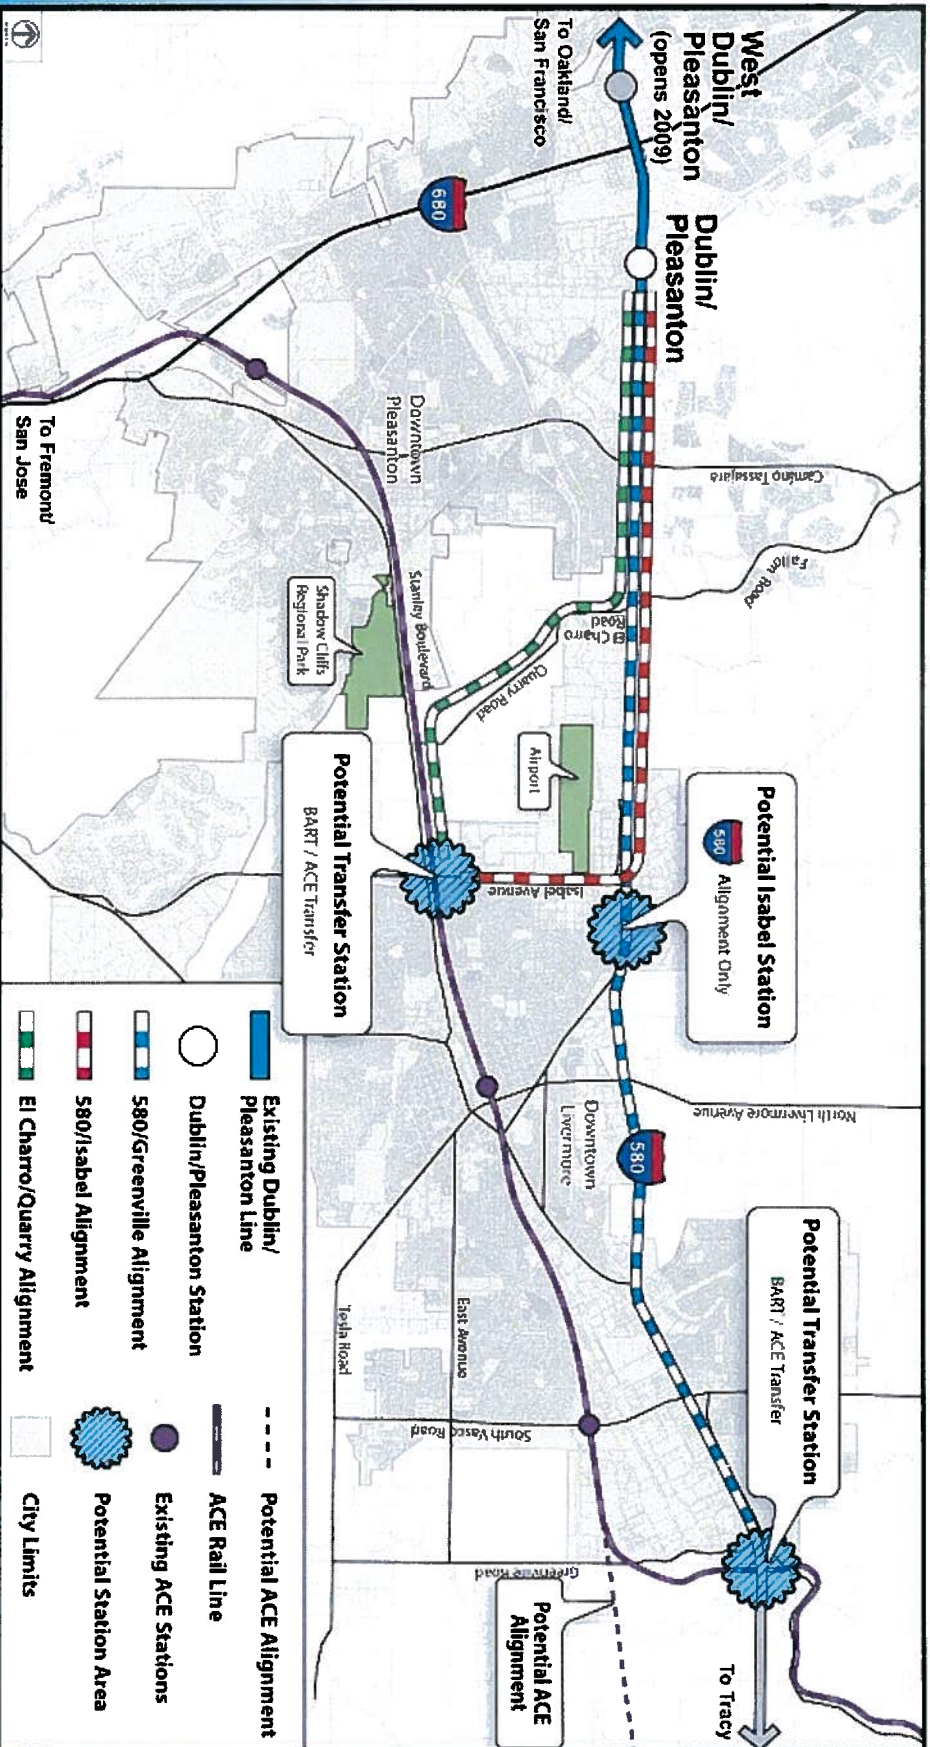 West
Dublin/
Pleasanton
(opens 2009)
To Oakland/
San Francisco
680
Dublin/
Pleasanton
To Fremont/
San Jose
Downtown
Pleasanton
Camino Tassajara
Fallon Road
El Charro
Road
Quarry Road
Stanley Boulevard
Shadow Cliffs
Regional Park
Airport
Isabel Avenue
Potential Isabel Station
580 Alignment Only
Potential Transfer Station
BART / ACE Transfer
North Livermore Avenue
Downtown
Livermore
580
East Avenue
Tesla Road
South Vasco Road
Greenville Road
Potential Transfer Station
BART / ACE Transfer
To Tracy
Potential ACE
Alignment
Existing Dublin/
Pleasanton Line
Dublin/Pleasanton Station
580/Greenville Alignment
580/Isabel Alignment
El Charro/Quarry Alignment
Potential ACE Alignment
ACE Rail Line
Existing ACE Stations
Potential Station Area
City Limits